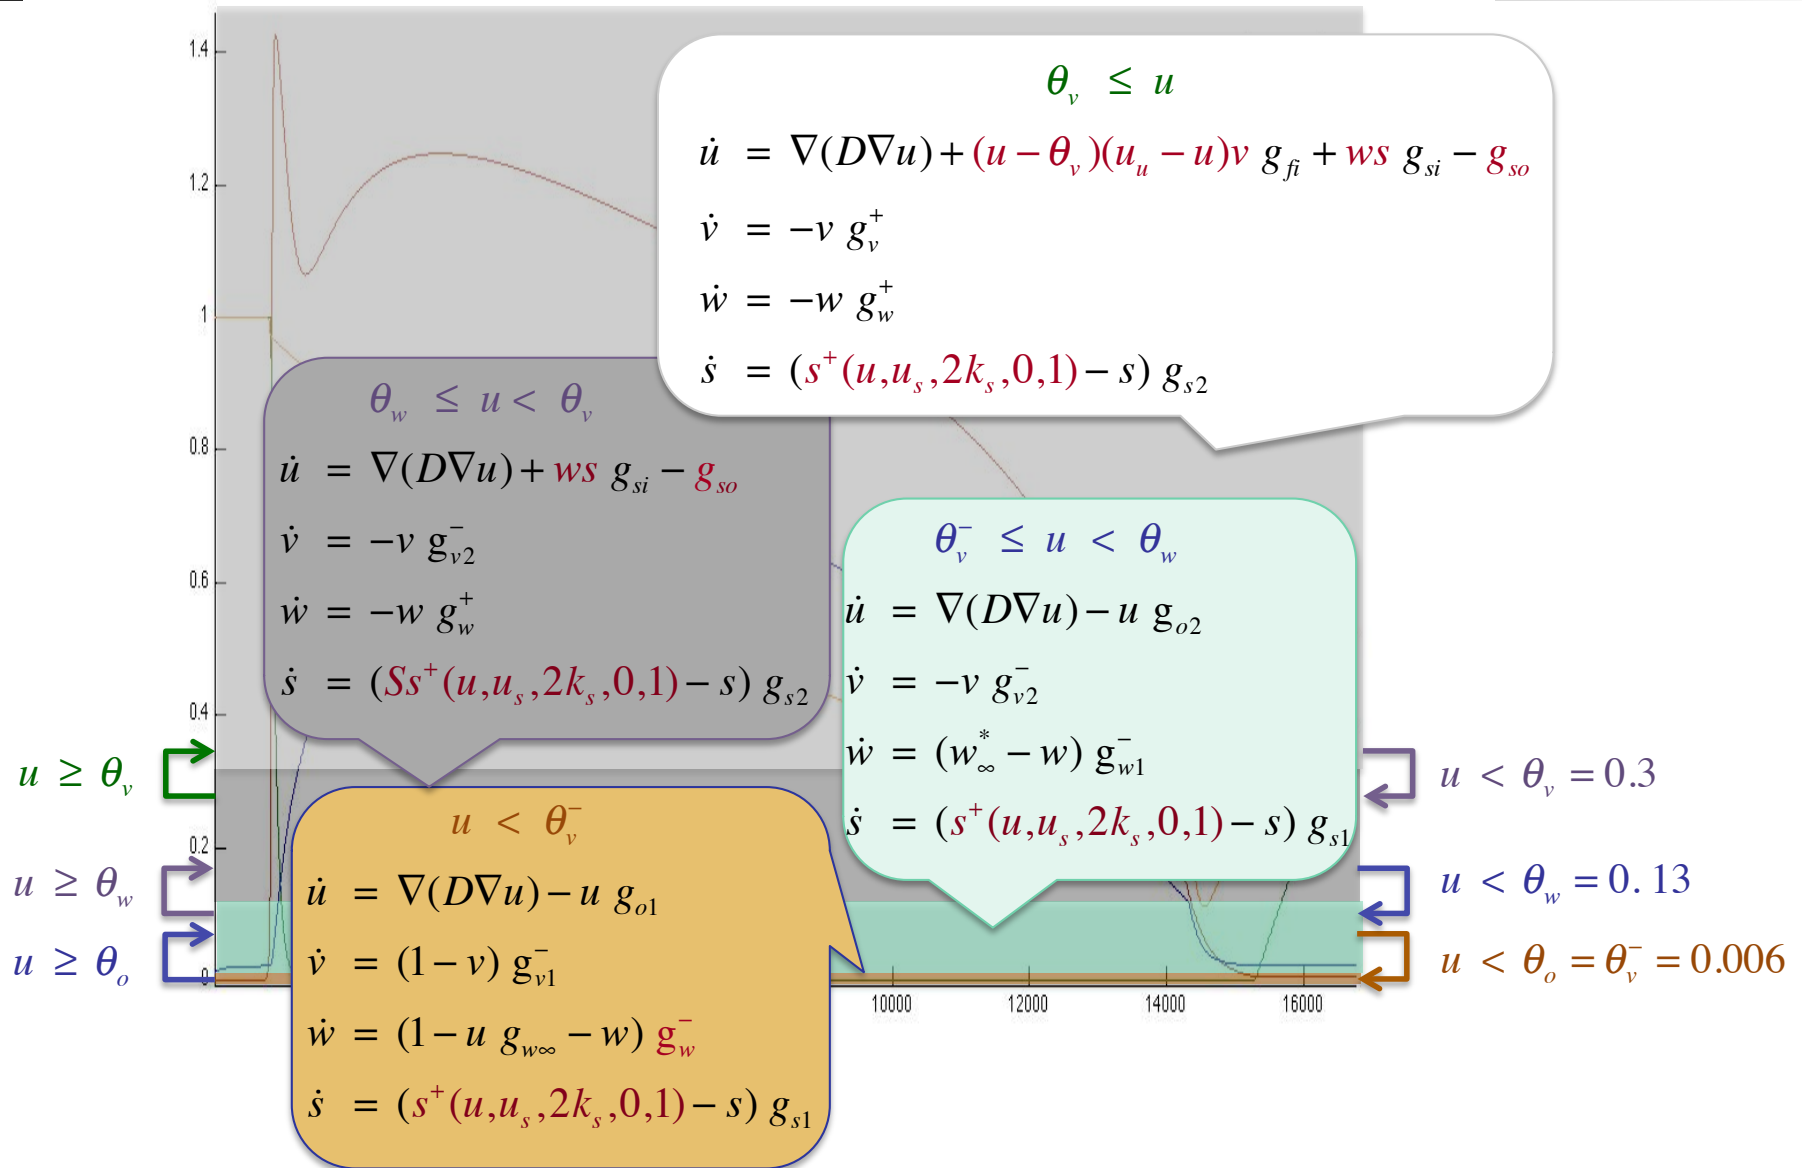 1.4
1.2
1
0.8
0.6
0.4
0.2
0
10000
12000
14000
16000
θ_v ≤ u
u̇ = ∇(D∇u) + (u − θ_v)(u_u − u)v g_fi + ws g_si − g_so
v̇ = −v g_v^+
ẇ = −w g_w^+
ṡ = (s^+(u,u_s,2k_s,0,1) − s) g_s2
θ_w ≤ u < θ_v
u̇ = ∇(D∇u) + ws g_si − g_so
v̇ = −v g_v2^−
ẇ = −w g_w^+
ṡ = (Ss^+(u,u_s,2k_s,0,1) − s) g_s2
θ_v^− ≤ u < θ_w
u̇ = ∇(D∇u) − u g_o2
v̇ = −v g_v2^−
ẇ = (w_∞^* − w) g_w1^−
ṡ = (s^+(u,u_s,2k_s,0,1) − s) g_s1
u < θ_v^−
u̇ = ∇(D∇u) − u g_o1
v̇ = (1 − v) g_v1^−
ẇ = (1 − u g_w∞ − w) g_w^−
ṡ = (s^+(u,u_s,2k_s,0,1) − s) g_s1
u ≥ θ_v
u ≥ θ_w
u ≥ θ_o
u < θ_v = 0.3
u < θ_w = 0.13
u < θ_o = θ_v^− = 0.006